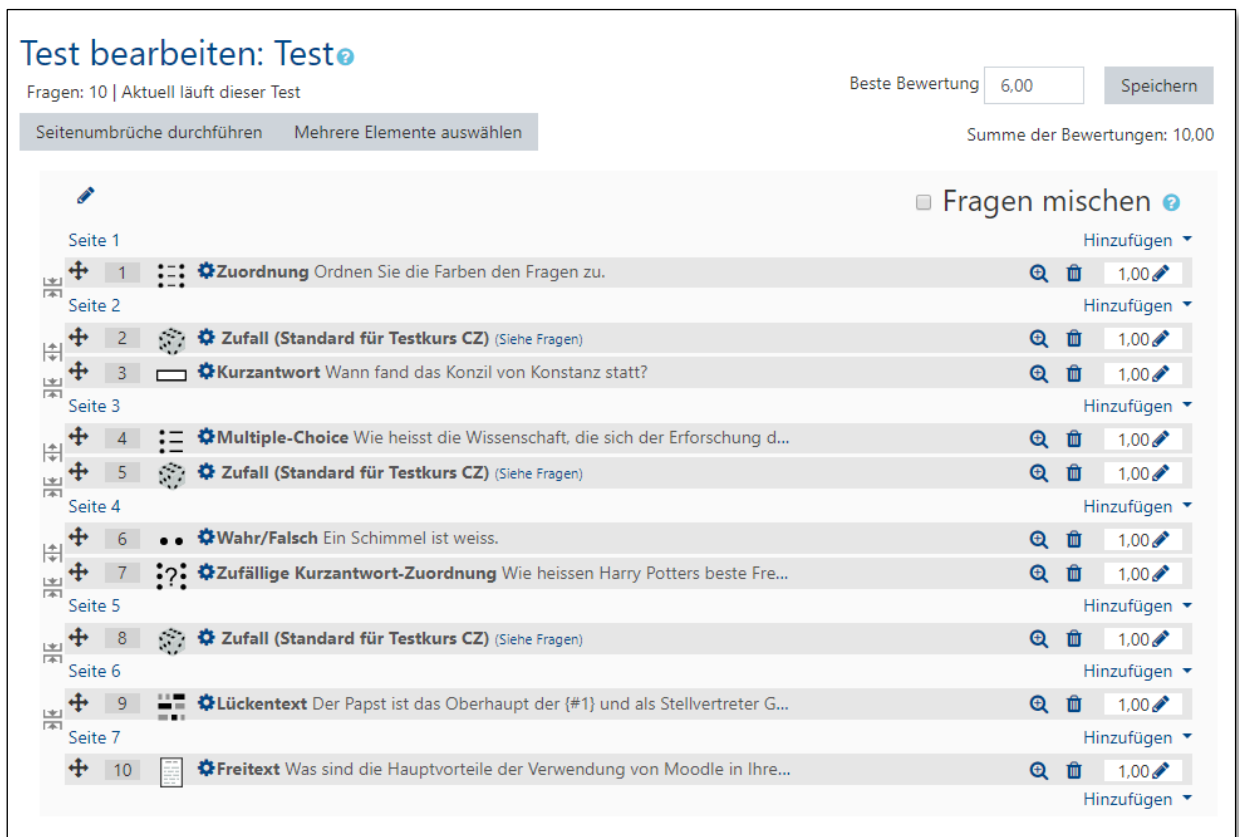 Test bearbeiten: Test
Fragen: 10 | Aktuell läuft dieser Test
Beste Bewertung 6,00 Speichern
Seitenumbrüche durchführen Mehrere Elemente auswählen
Summe der Bewertungen: 10,00
Fragen mischen
Seite 1 Hinzufügen
1 Zuordnung Ordnen Sie die Farben den Fragen zu. 1,00
Seite 2 Hinzufügen
2 Zufall (Standard für Testkurs CZ) (Siehe Fragen) 1,00
3 Kurzantwort Wann fand das Konzil von Konstanz statt? 1,00
Seite 3 Hinzufügen
4 Multiple-Choice Wie heisst die Wissenschaft, die sich der Erforschung d... 1,00
5 Zufall (Standard für Testkurs CZ) (Siehe Fragen) 1,00
Seite 4 Hinzufügen
6 Wahr/Falsch Ein Schimmel ist weiss. 1,00
7 Zufällige Kurzantwort-Zuordnung Wie heissen Harry Potters beste Fre... 1,00
Seite 5 Hinzufügen
8 Zufall (Standard für Testkurs CZ) (Siehe Fragen) 1,00
Seite 6 Hinzufügen
9 Lückentext Der Papst ist das Oberhaupt der {#1} und als Stellvertreter G... 1,00
Seite 7 Hinzufügen
10 Freitext Was sind die Hauptvorteile der Verwendung von Moodle in Ihre... 1,00
Hinzufügen